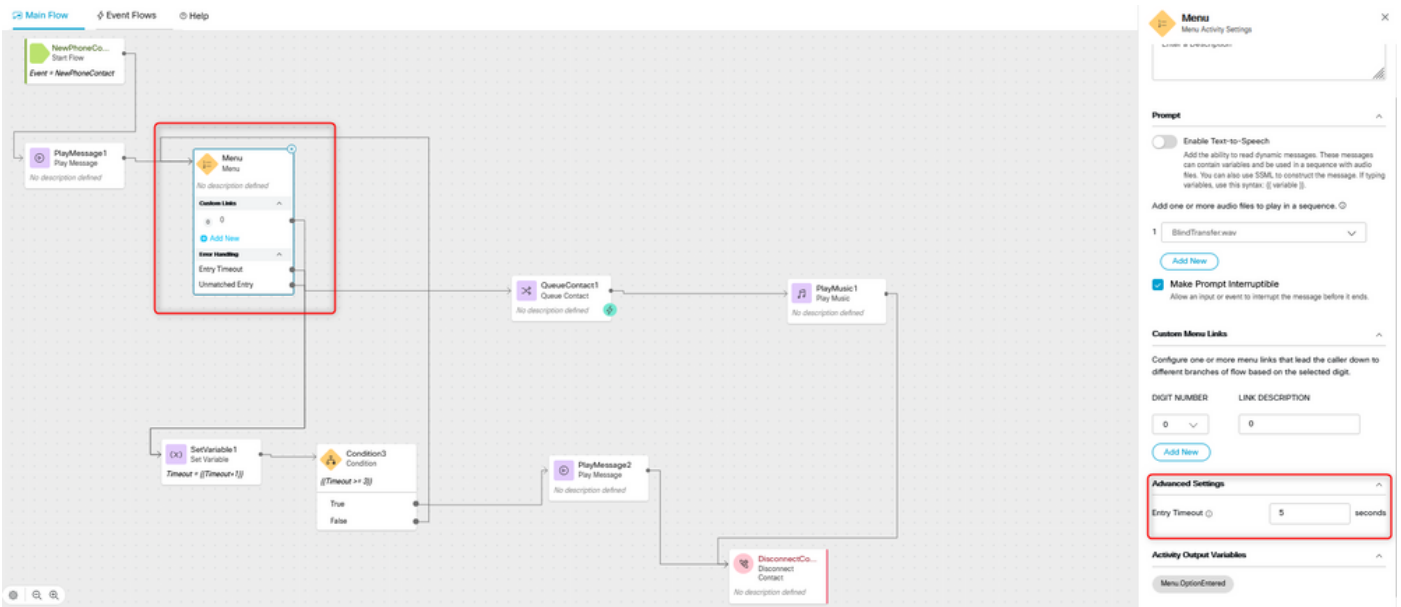 Main Flow
Event Flows
Help
NewPhoneCo...
Start Flow
Event = NewPhoneContact
PlayMessage1
Play Message
No description defined
Menu
Menu
No description defined
Custom Links
0
Add New
Error Handling
Entry Timeout
Unmatched Entry
QueueContact1
Queue Contact
No description defined
PlayMusic1
Play Music
No description defined
(x)
SetVariable1
Set Variable
Timeout = {{Timeout+1}}
Condition3
Condition
{{Timeout >= 3}}
True
False
PlayMessage2
Play Message
No description defined
DisconnectCo...
Disconnect
Contact
No description defined
Menu
Menu Activity Settings
Enter a Description
Prompt
Enable Text-to-Speech
Add the ability to read dynamic messages. These messages
can contain variables and be used in a sequence with audio
files. You can also use SSML to construct the message. If typing
variables, use this syntax: {{ variable }}.
Add one or more audio files to play in a sequence.
1 BlindTransfer.wav
Add New
Make Prompt Interruptible
Allow an input or event to interrupt the message before it ends.
Custom Menu Links
Configure one or more menu links that lead the caller down to
different branches of flow based on the selected digit.
DIGIT NUMBER LINK DESCRIPTION
0 0
Add New
Advanced Settings
Entry Timeout 5 seconds
Activity Output Variables
Menu.OptionEntered